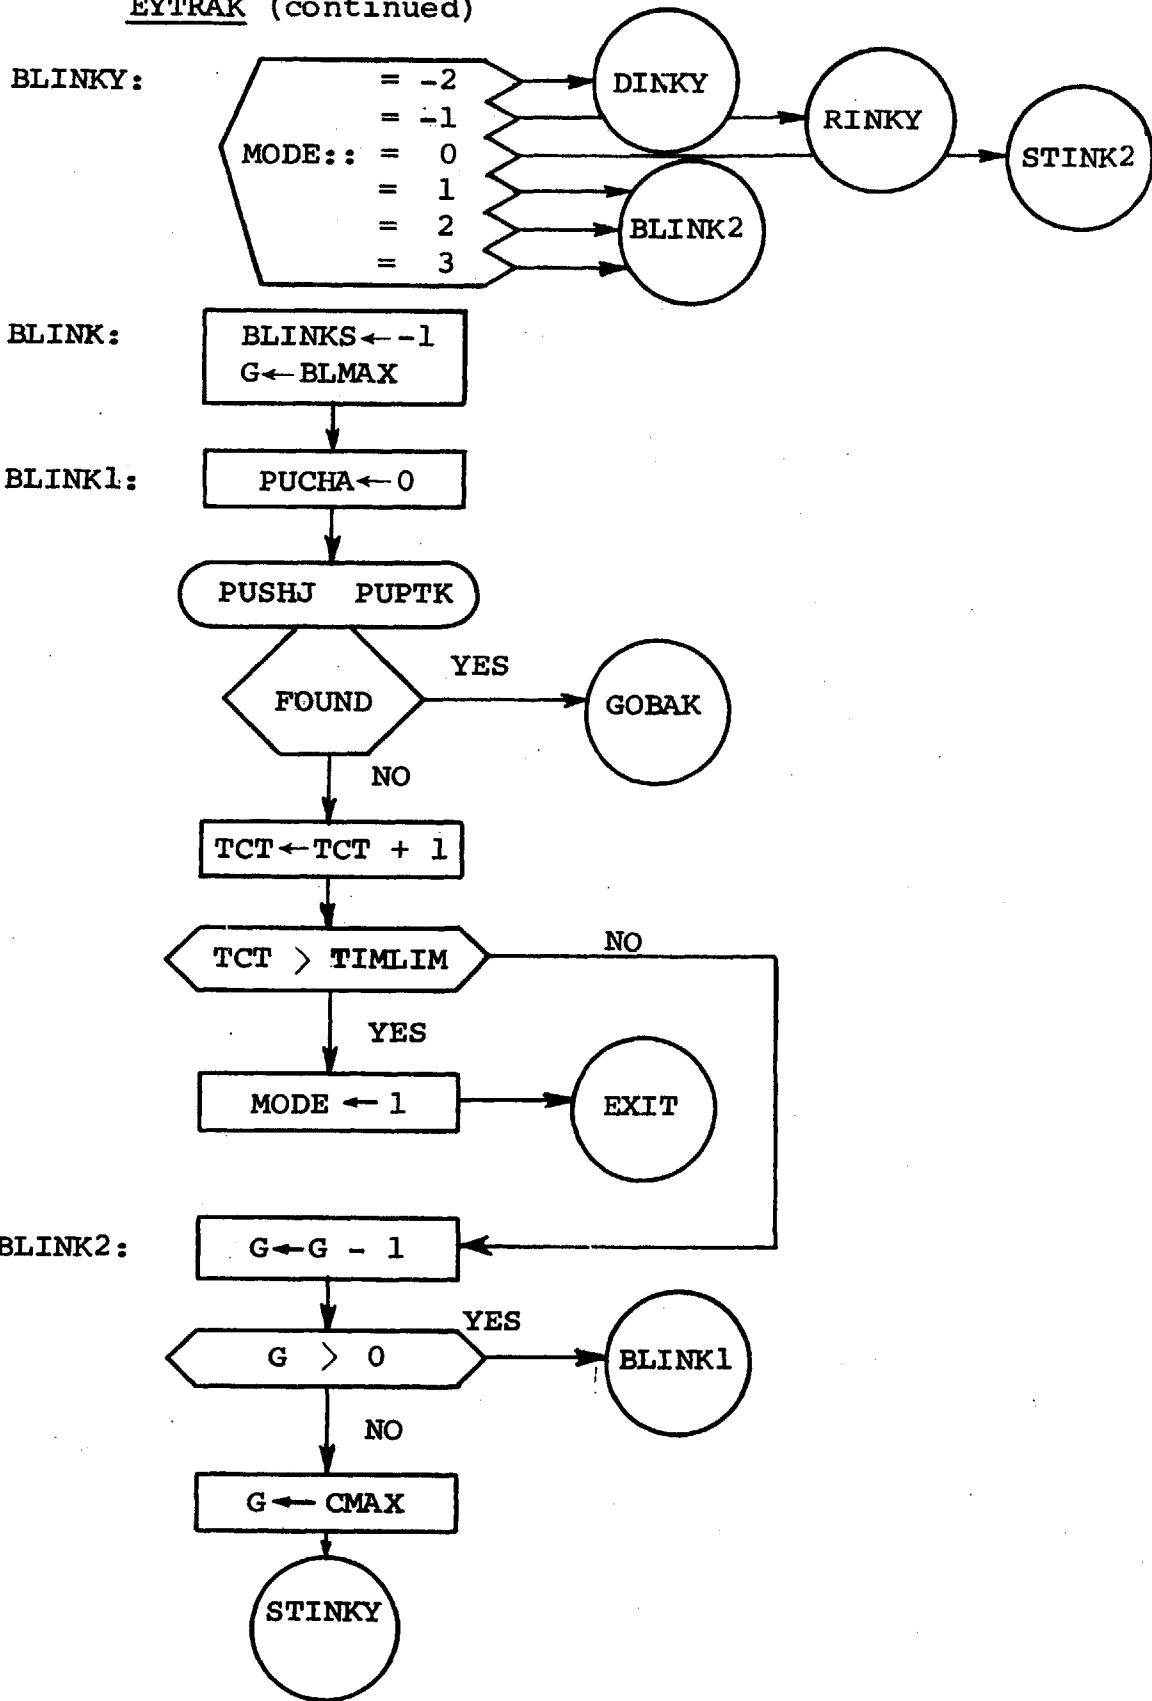 EYTRAK (continued)
BLINKY:
MODE:: = -2
= -1
= 0
= 1
= 2
= 3
DINKY
RINKY
STINK2
BLINK2
BLINK:
BLINKS←-1
G←BLMAX
BLINK1:
PUCHA←0
PUSHJ PUPTK
FOUND
YES
GOBAK
NO
TCT←TCT + 1
TCT > TIMLIM
NO
YES
MODE ← 1
EXIT
BLINK2:
G←G - 1
G > 0
YES
BLINK1
NO
G← CMAX
STINKY